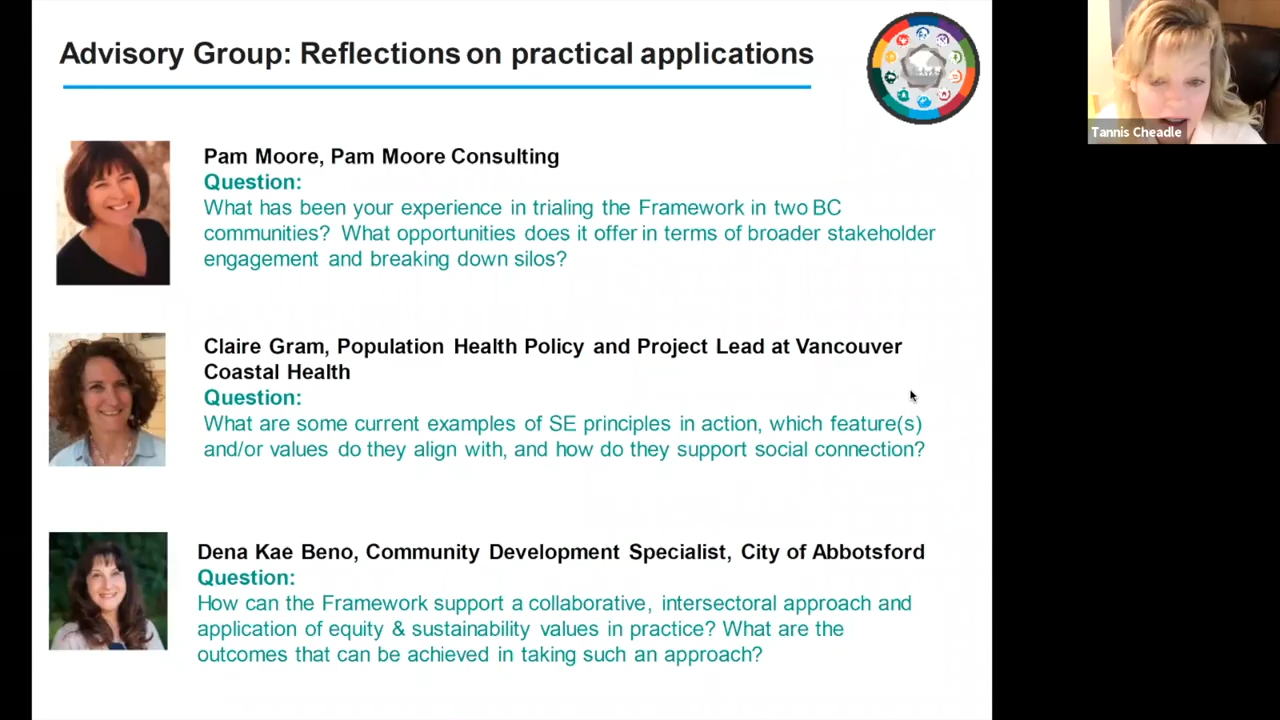 Advisory Group: Reflections on practical applications
Tannis Cheadle
Pam Moore, Pam Moore Consulting
Question:
What has been your experience in trialing the Framework in two BC
communities? What opportunities does it offer in terms of broader stakeholder
engagement and breaking down silos?
Claire Gram, Population Health Policy and Project Lead at Vancouver
Coastal Health
Question:
What are some current examples of SE principles in action, which feature(s)
and/or values do they align with, and how do they support social connection?
Dena Kae Beno, Community Development Specialist, City of Abbotsford
Question:
How can the Framework support a collaborative, intersectoral approach and
application of equity & sustainability values in practice? What are the
outcomes that can be achieved in taking such an approach?